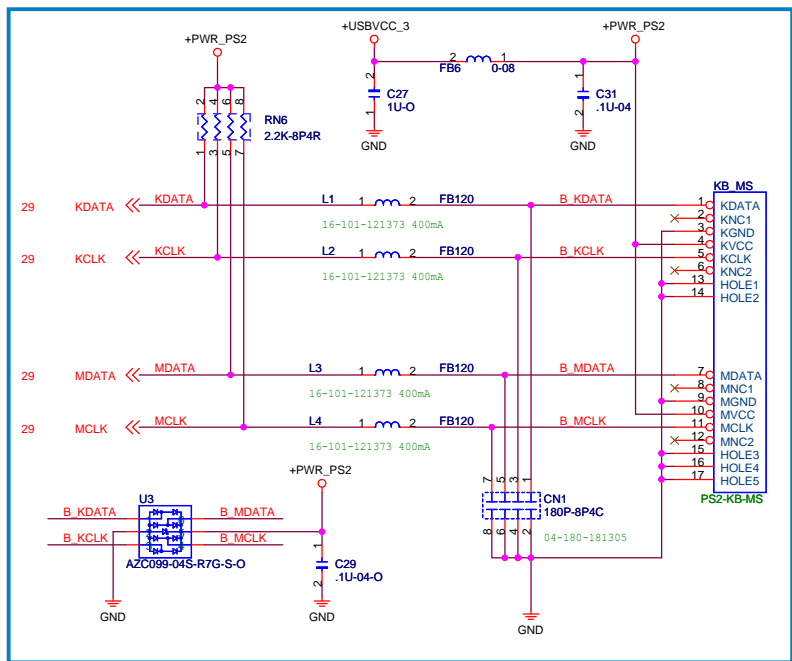 +PWR_PS2
+USBVCC_3
+PWR_PS2
2 FB6 1 0-08
2 C27 1U-O 1
GND
1 C31 .1U-04 2
GND
2 4 6 8
RN6
2.2K-8P4R
1 3 5 7
29 KDATA KDATA L1 1 2 FB120 B_KDATA
16-101-121373 400mA
29 KCLK KCLK L2 1 2 FB120 B_KCLK
16-101-121373 400mA
29 MDATA MDATA L3 1 2 FB120 B_MDATA
16-101-121373 400mA
29 MCLK MCLK L4 1 2 FB120 B_MCLK
16-101-121373 400mA
KB_MS
1 KDATA
2 KNC1
3 KGND
4 KVCC
5 KCLK
6 KNC2
13 HOLE1
14 HOLE2
7 MDATA
8 MNC1
9 MGND
10 MVCC
11 MCLK
12 MNC2
15 HOLE3
16 HOLE4
17 HOLE5
PS2-KB-MS
7 5 3 1
CN1
180P-8P4C
8 6 4 2
04-180-181305
GND
+PWR_PS2
U3
B_KDATA B_MDATA
B_KCLK B_MCLK
AZC099-04S-R7G-S-O
GND
1 C29 .1U-04-O 2
GND